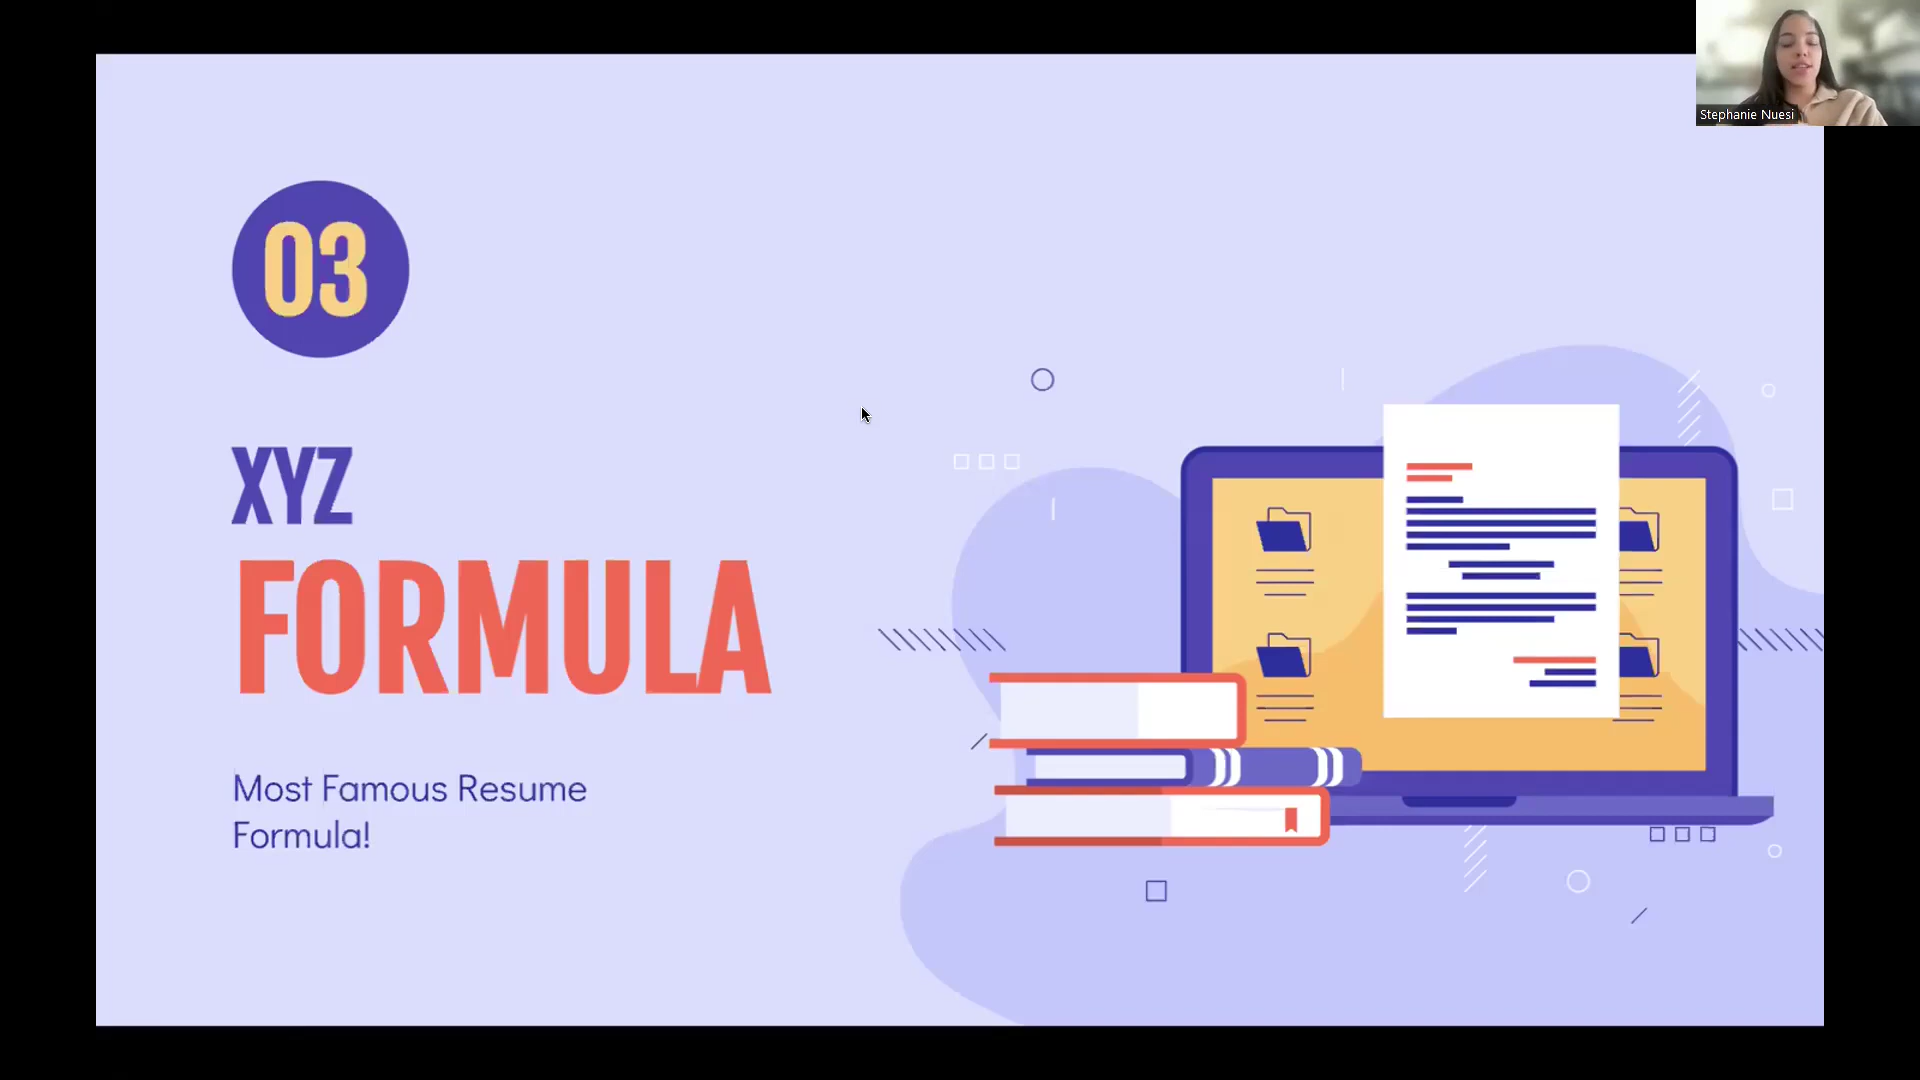 Stephanie Nuesi
03
XYZ
FORMULA
Most Famous Resume
Formula!